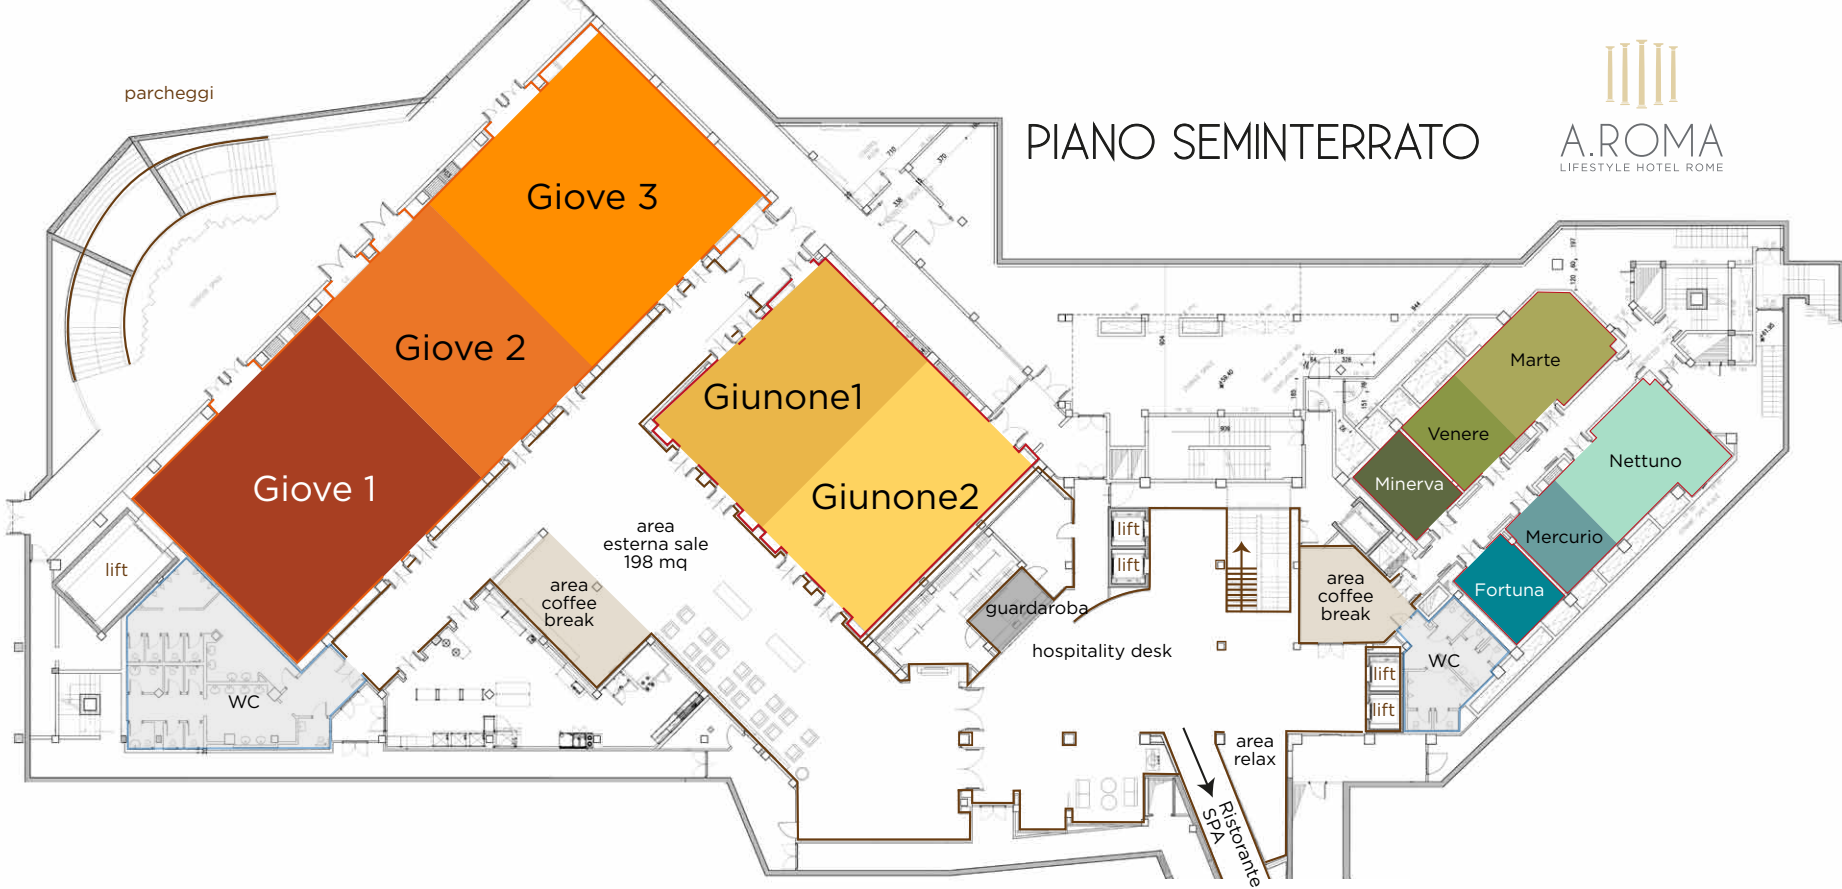 parcheggi
PIANO SEMINTERRATO
A.ROMA
LIFESTYLE HOTEL ROME
Giove 3
Giove 2
Giove 1
Giunone1
Giunone2
Marte
Venere
Minerva
Nettuno
Mercurio
Fortuna
area
esterna sale
198 mq
area
coffee
break
lift
WC
lift
lift
guardaroba
hospitality desk
area
coffee
break
WC
lift
lift
area
relax
Ristorante
SPA